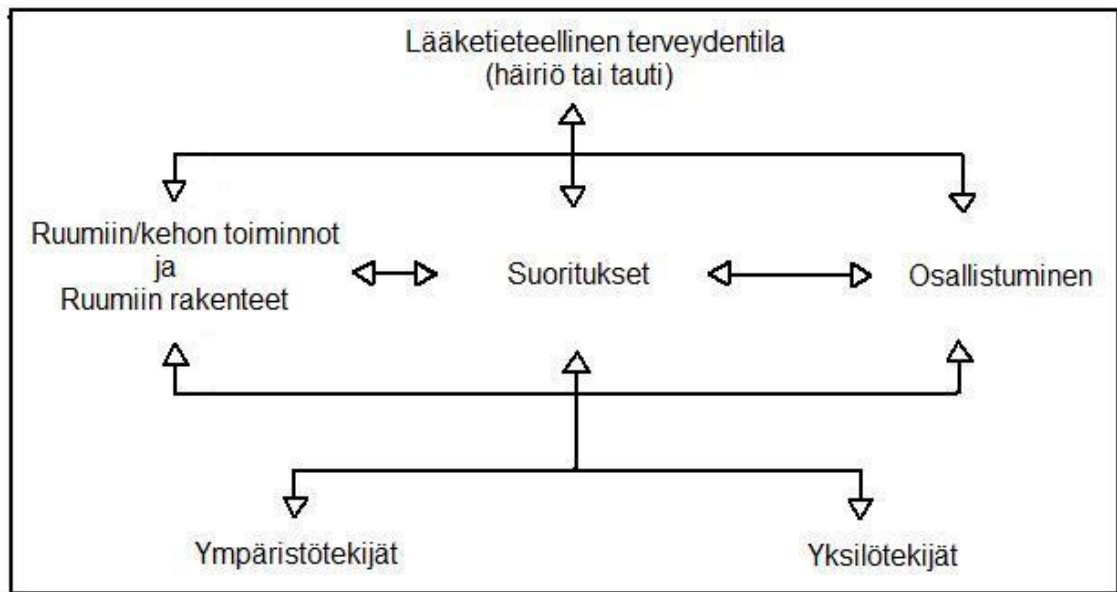 Lääketieteellinen terveydentila
(häiriö tai tauti)
Ruumiin/kehon toiminnot
ja
Ruumiin rakenteet
Suoritukset
Osallistuminen
Ympäristötekijät
Yksilötekijät